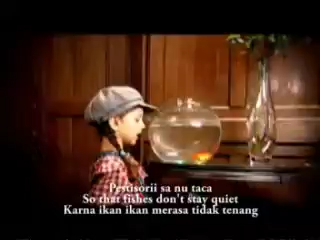 Pestisorii sa nu taca
So that fishes don't stay quiet
Karna ikan ikan merasa tidak tenang